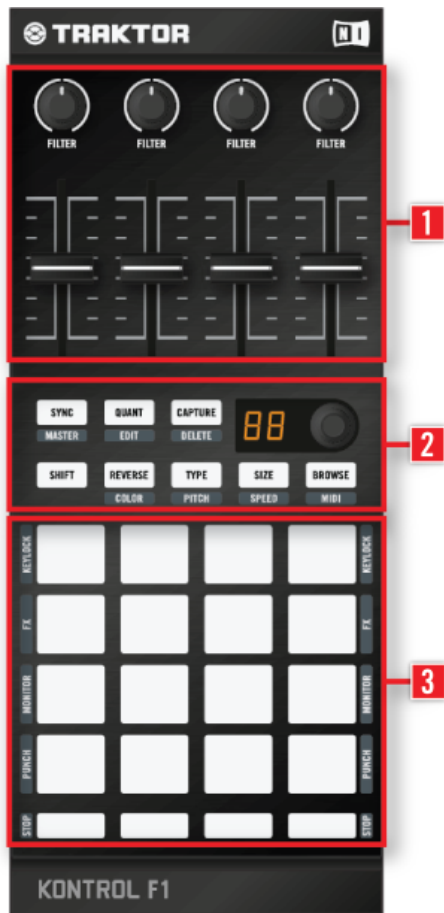 TRAKTOR NI
FILTER FILTER FILTER FILTER
1
SYNC QUANT CAPTURE 88
MASTER EDIT DELETE
2
SHIFT REVERSE TYPE SIZE BROWSE
COLOR PITCH SPEED MIDI
KEYLOCK KEYLOCK
FX FX
MONITOR MONITOR
3
PUNCH PUNCH
STOP STOP
KONTROL F1